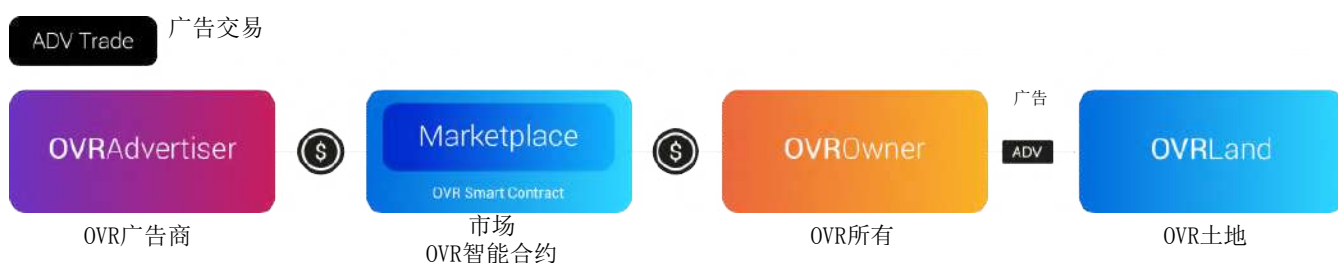 ADV Trade
广告交易
OVRAdvertiser
$
Marketplace
OVR Smart Contract
$
OVROwner
广告
ADV
OVRLand
OVR广告商
市场
OVR智能合约
OVR所有
OVR土地